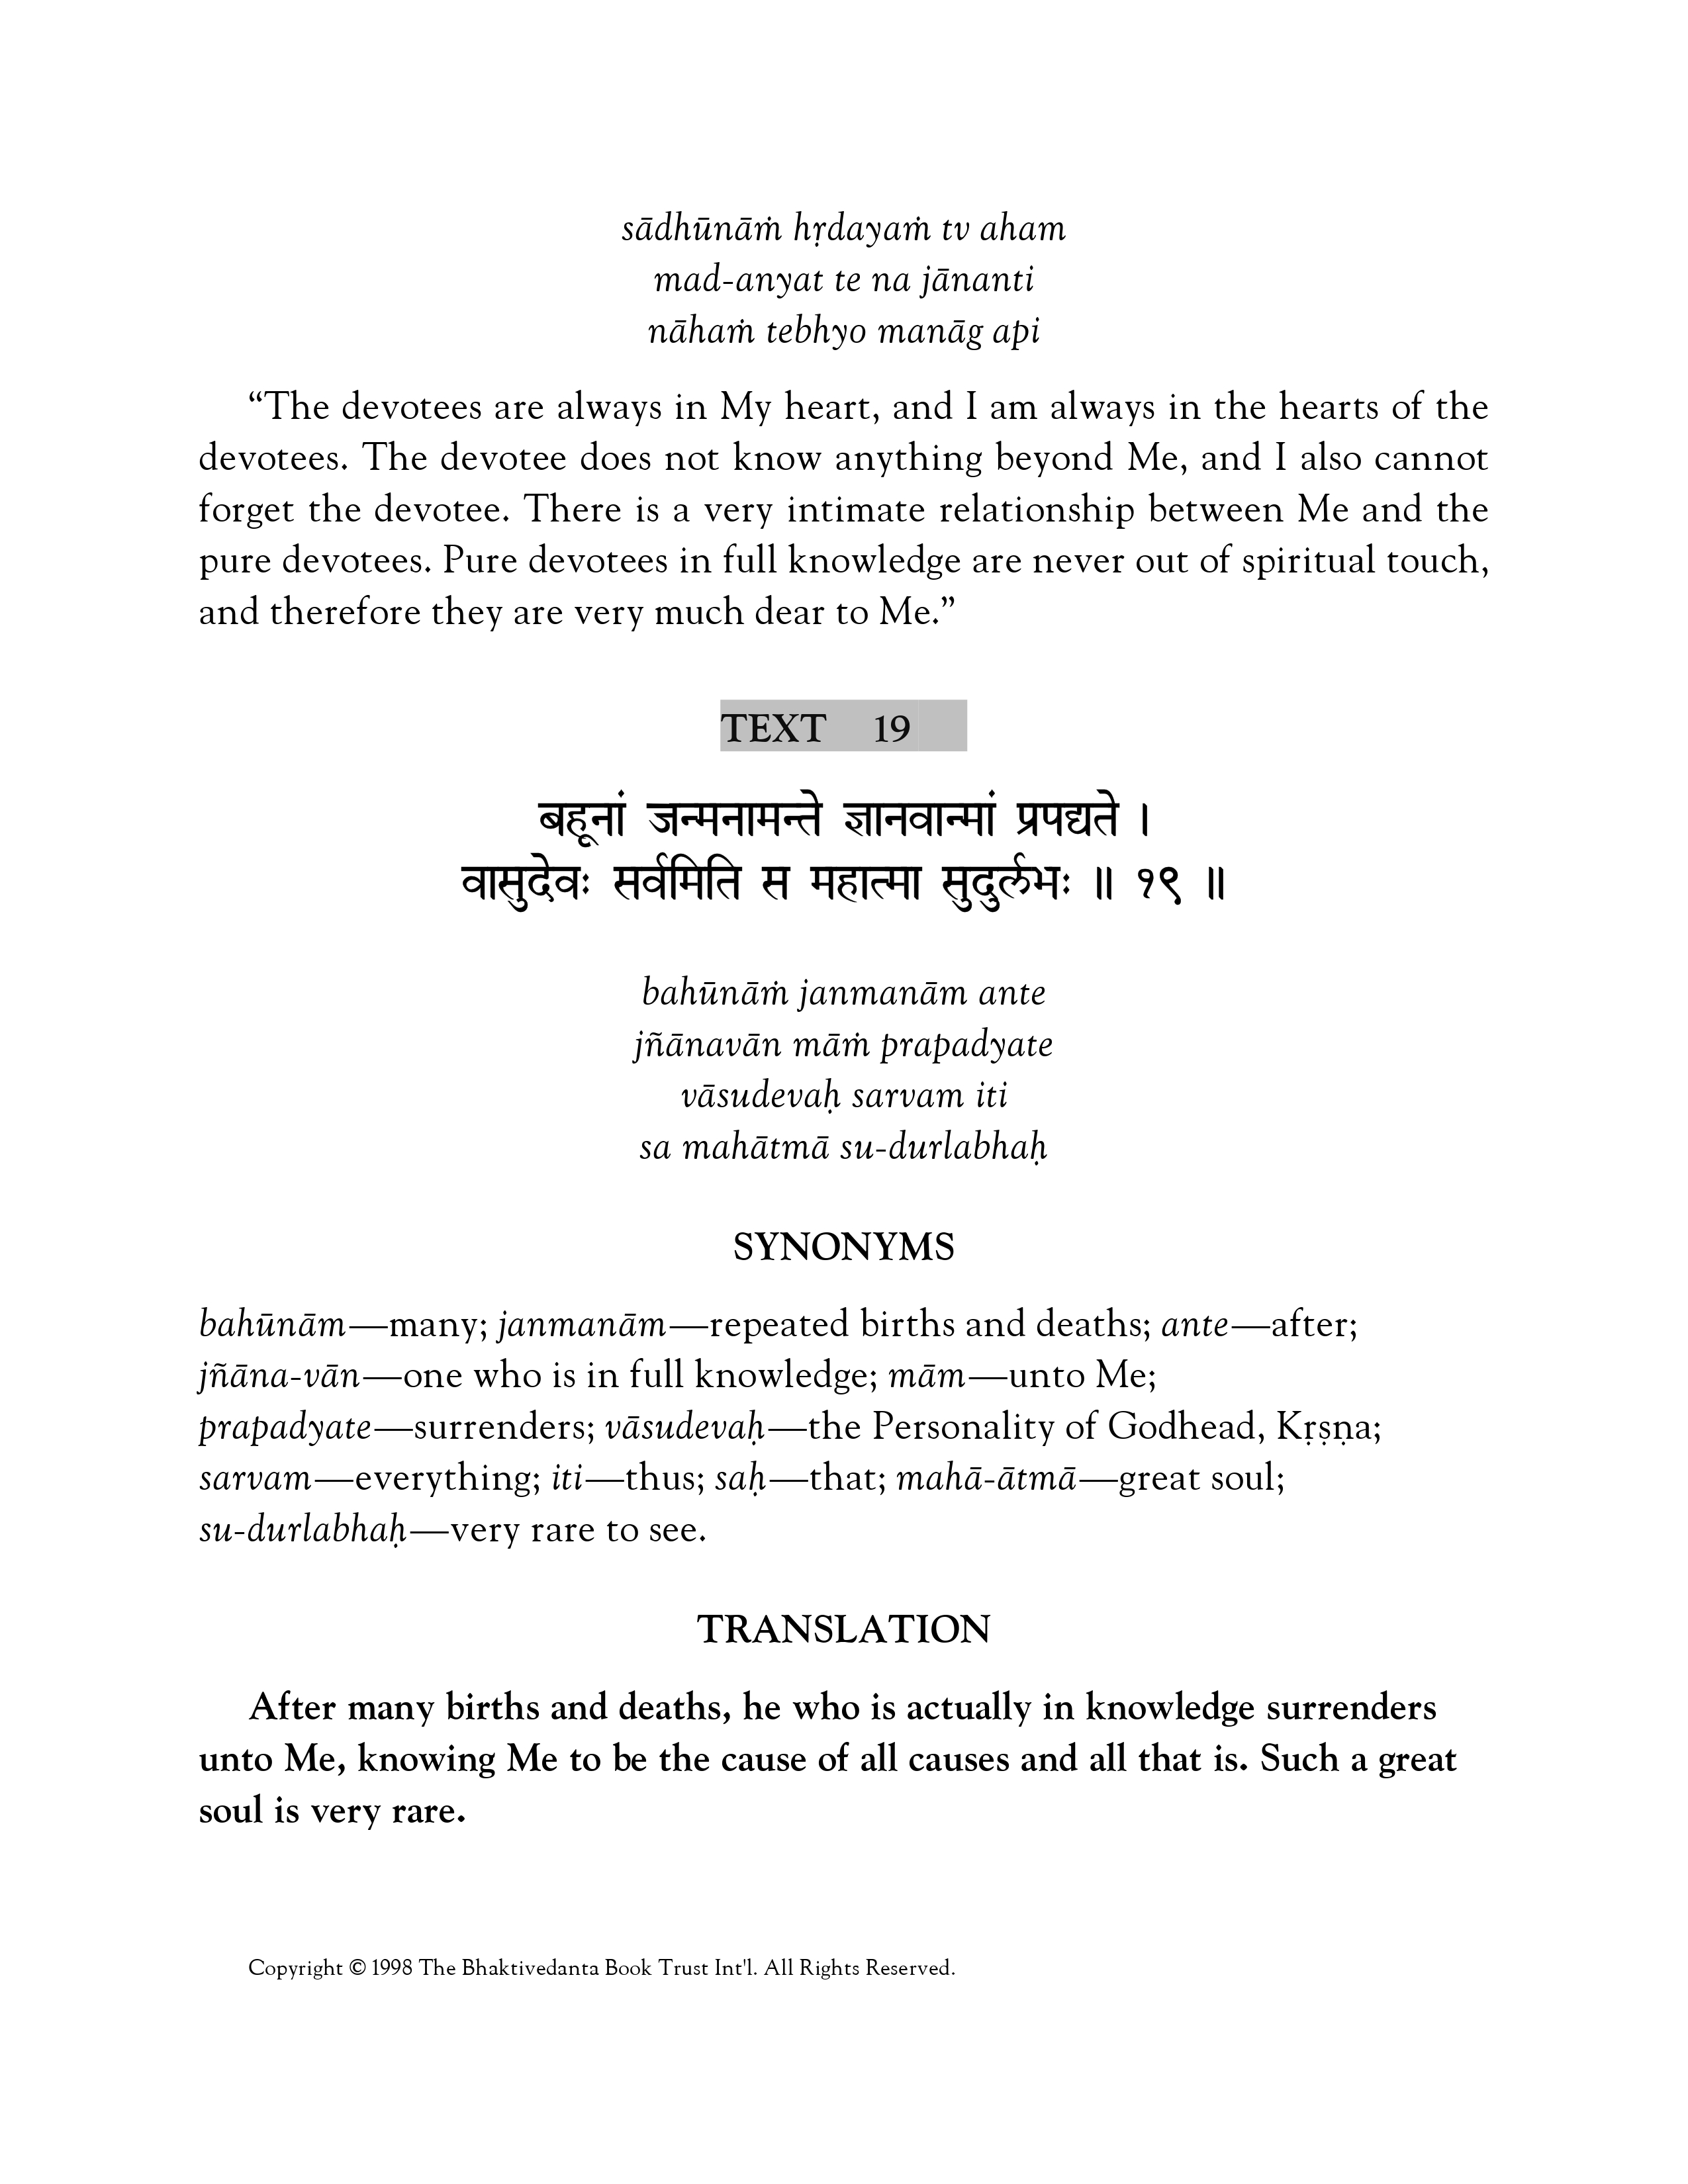 sādhūnāṁ hṛdayaṁ tv aham
mad-anyat te na jānanti
nāhaṁ tebhyo manāg api
“The devotees are always in My heart, and I am always in the hearts of the
devotees. The devotee does not know anything beyond Me, and I also cannot
forget the devotee. There is a very intimate relationship between Me and the
pure devotees. Pure devotees in full knowledge are never out of spiritual touch,
and therefore they are very much dear to Me.”
TEXT 19
बहूनां जन्मनामन्ते ज्ञानवान्मां प्रपद्यते ।
वासुदेवः सर्वमिति स महात्मा सुदुर्लभः ॥ १९ ॥
bahūnāṁ janmanām ante
jñānavān māṁ prapadyate
vāsudevaḥ sarvam iti
sa mahātmā su-durlabhaḥ
SYNONYMS
bahūnām—many; janmanām—repeated births and deaths; ante—after;
jñāna-vān—one who is in full knowledge; mām—unto Me;
prapadyate—surrenders; vāsudevaḥ—the Personality of Godhead, Kṛṣṇa;
sarvam—everything; iti—thus; saḥ—that; mahā-ātmā—great soul;
su-durlabhaḥ—very rare to see.
TRANSLATION
After many births and deaths, he who is actually in knowledge surrenders
unto Me, knowing Me to be the cause of all causes and all that is. Such a great
soul is very rare.
Copyright © 1998 The Bhaktivedanta Book Trust Int'l. All Rights Reserved.